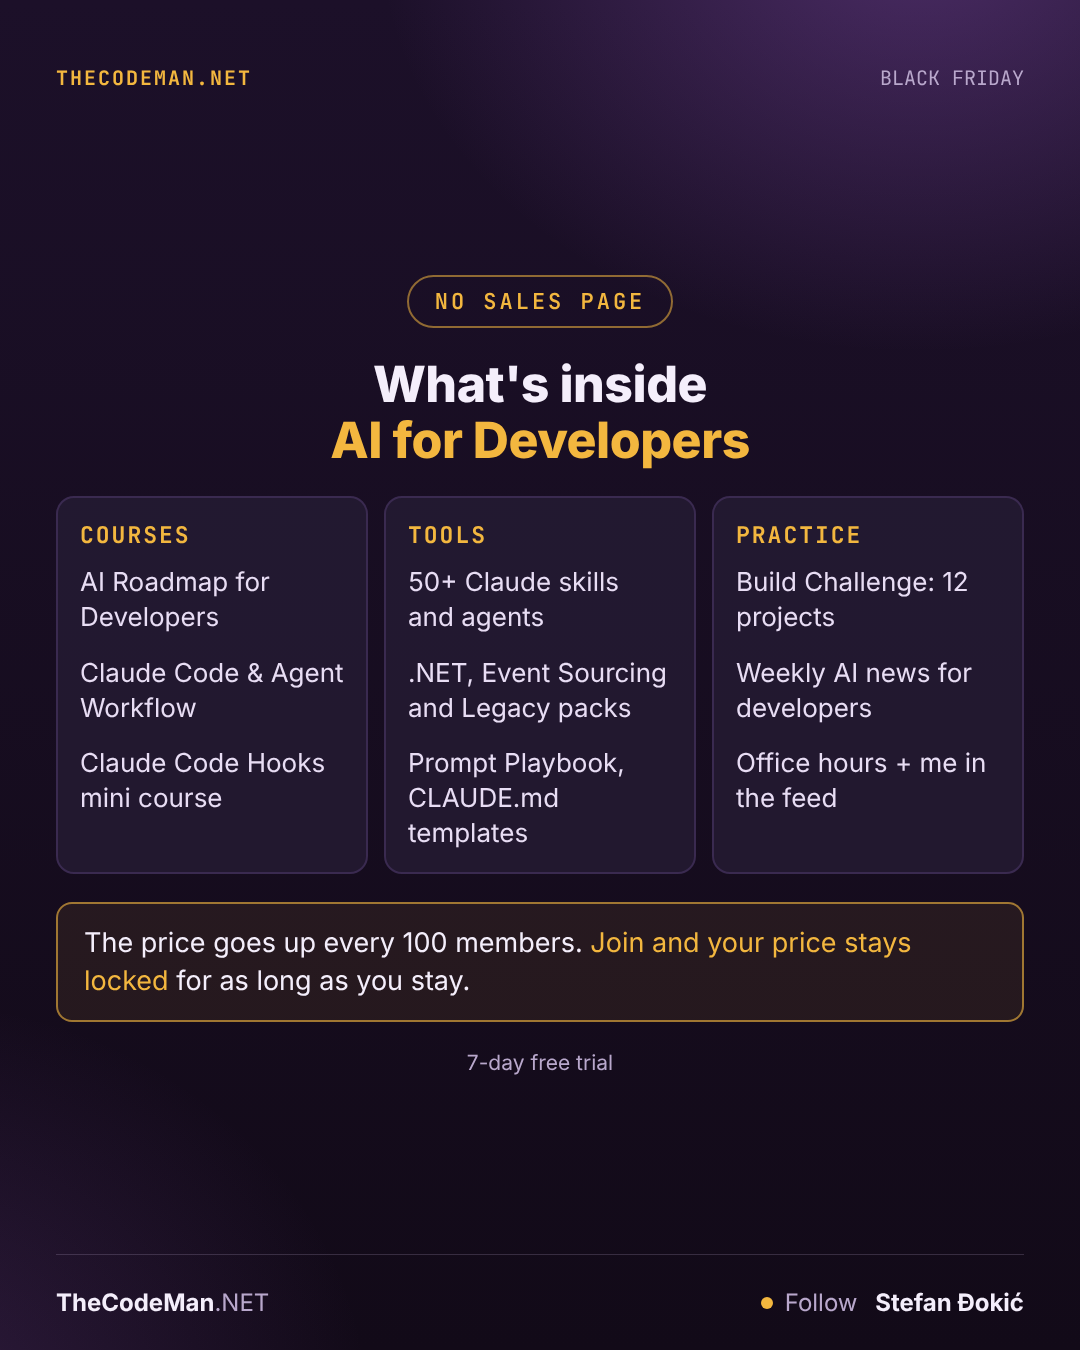 THECODEMAN.NET
BLACK FRIDAY
NO SALES PAGE
What's inside
AI for Developers
COURSES
AI Roadmap for
Developers
Claude Code & Agent
Workflow
Claude Code Hooks
mini course
TOOLS
50+ Claude skills
and agents
.NET, Event Sourcing
and Legacy packs
Prompt Playbook,
CLAUDE.md
templates
PRACTICE
Build Challenge: 12
projects
Weekly AI news for
developers
Office hours + me in
the feed
The price goes up every 100 members. Join and your price stays
locked for as long as you stay.
7-day free trial
TheCodeMan.NET
Follow Stefan Đokić